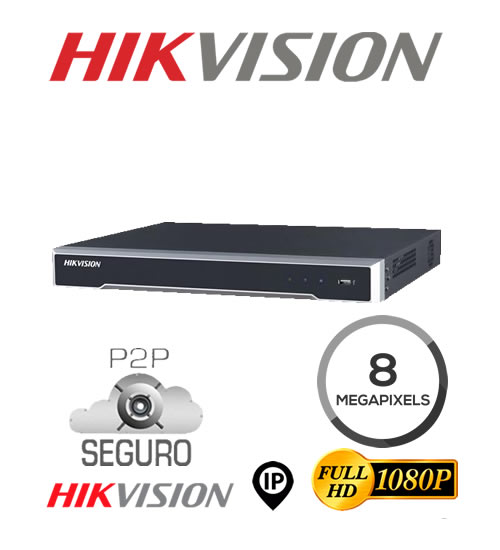 HIKVISION
HIKVISION
P2P
SEGURO
HIKVISION
8
MEGAPIXELS
IP
FULL
HD
1080P